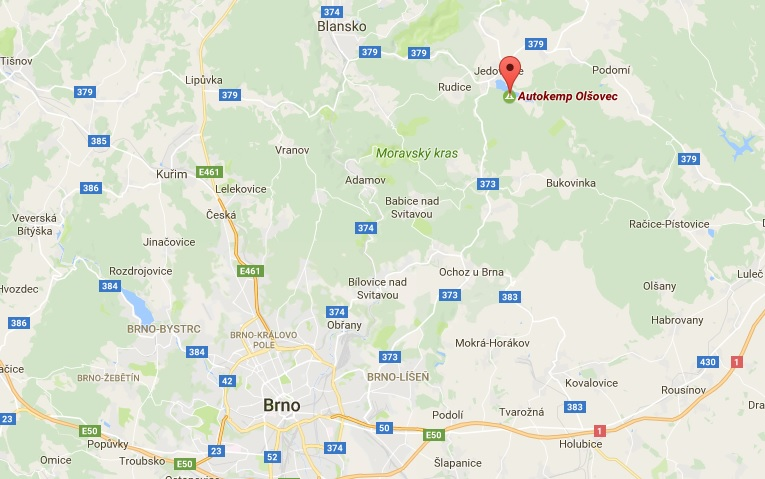 374
Blansko
379
379
379
Tišnov
Jedo
Podomí
Lipůvka
Rudice
379
379
Autokemp Olšovec
385
Vranov
Moravský kras
379
Kuřim
E461
Adamov
386
Lelekovice
373
Bukovinka
Babice nad
Svitavou
Veverská
Bítýška
Česká
374
Račice-Pístovice
Jinačovice
Rozdrojovice
E461
Ochoz u Brna
Luleč
384
Bílovice nad
Svitavou
Olšany
Hvozdec
373
383
386
374
Obřany
Habrovany
BRNO-BYSTRC
BRNO-KRÁLOVO
POLE
Mokrá-Horákov
384
373
430
1
BRNO-ŽEBĚTÍN
42
BRNO-LÍŠEŇ
Kovalovice
Rousínov
Brno
383
23
Podolí
Tvarožná
E50
50
E50
1
Popůvky
374
Holubice
23
52
Omice
Troubsko
E50
Šlapanice